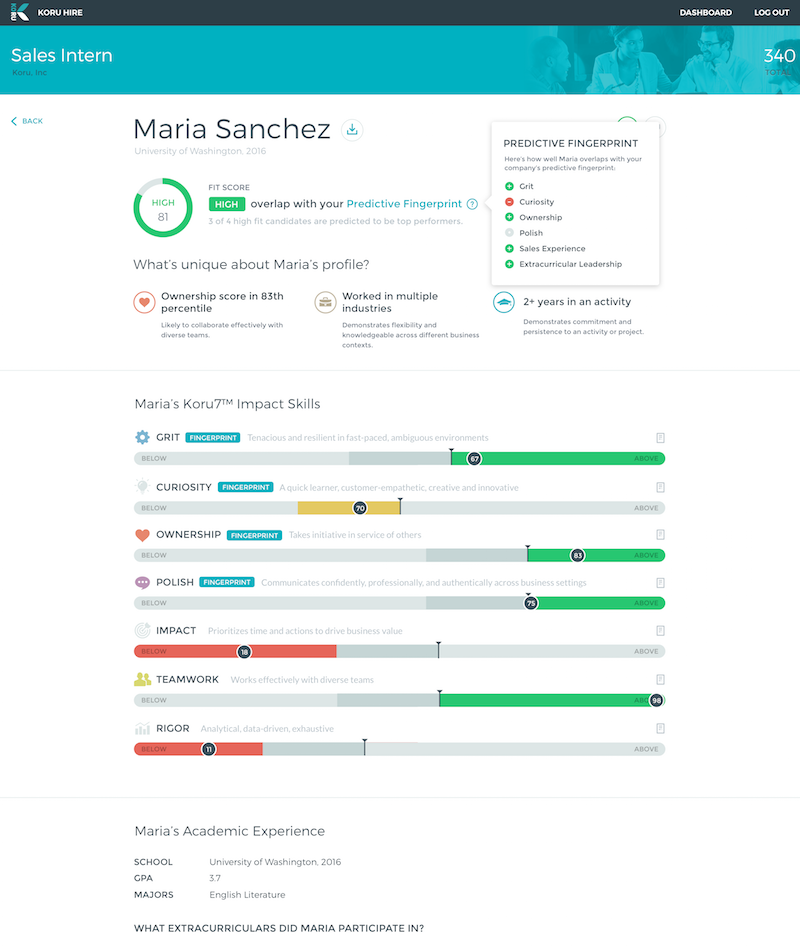 KORU
KORU HIRE
DASHBOARD
LOG OUT
Sales Intern
Koru, Inc
340
BACK
Maria Sanchez
University of Washington, 2016
HIGH
81
FIT SCORE
HIGH overlap with your Predictive Fingerprint ?
3 of 4 high fit candidates are predicted to be top performers.
PREDICTIVE FINGERPRINT
Here's how well Maria overlaps with your
company's predictive fingerprint.
Grit
Curiosity
Ownership
Polish
Sales Experience
Extracurricular Leadership
What's unique about Maria's profile?
Ownership score in 83th
percentile
Likely to collaborate effectively with
diverse teams.
Worked in multiple
industries
Demonstrates flexibility and
knowledgeable across different business
contexts.
2+ years in an activity
Demonstrates commitment and
persistence to an activity or project.
Maria's Koru7™ Impact Skills
GRIT FINGERPRINT Tenacious and resilient in fast-paced, ambiguous environments
BELOW 67 ABOVE
CURIOSITY FINGERPRINT A quick learner, customer-empathetic, creative and innovative
BELOW 70 ABOVE
OWNERSHIP FINGERPRINT Takes initiative in service of others
BELOW 83 ABOVE
POLISH FINGERPRINT Communicates confidently, professionally, and authentically across business settings
BELOW 75 ABOVE
IMPACT Prioritizes time and actions to drive business value
BELOW 18 ABOVE
TEAMWORK Works effectively with diverse teams
BELOW 98
RIGOR Analytical, data-driven, exhaustive
BELOW 11 ABOVE
Maria's Academic Experience
SCHOOL University of Washington, 2016
GPA 3.7
MAJORS English Literature
WHAT EXTRACURRICULARS DID MARIA PARTICIPATE IN?